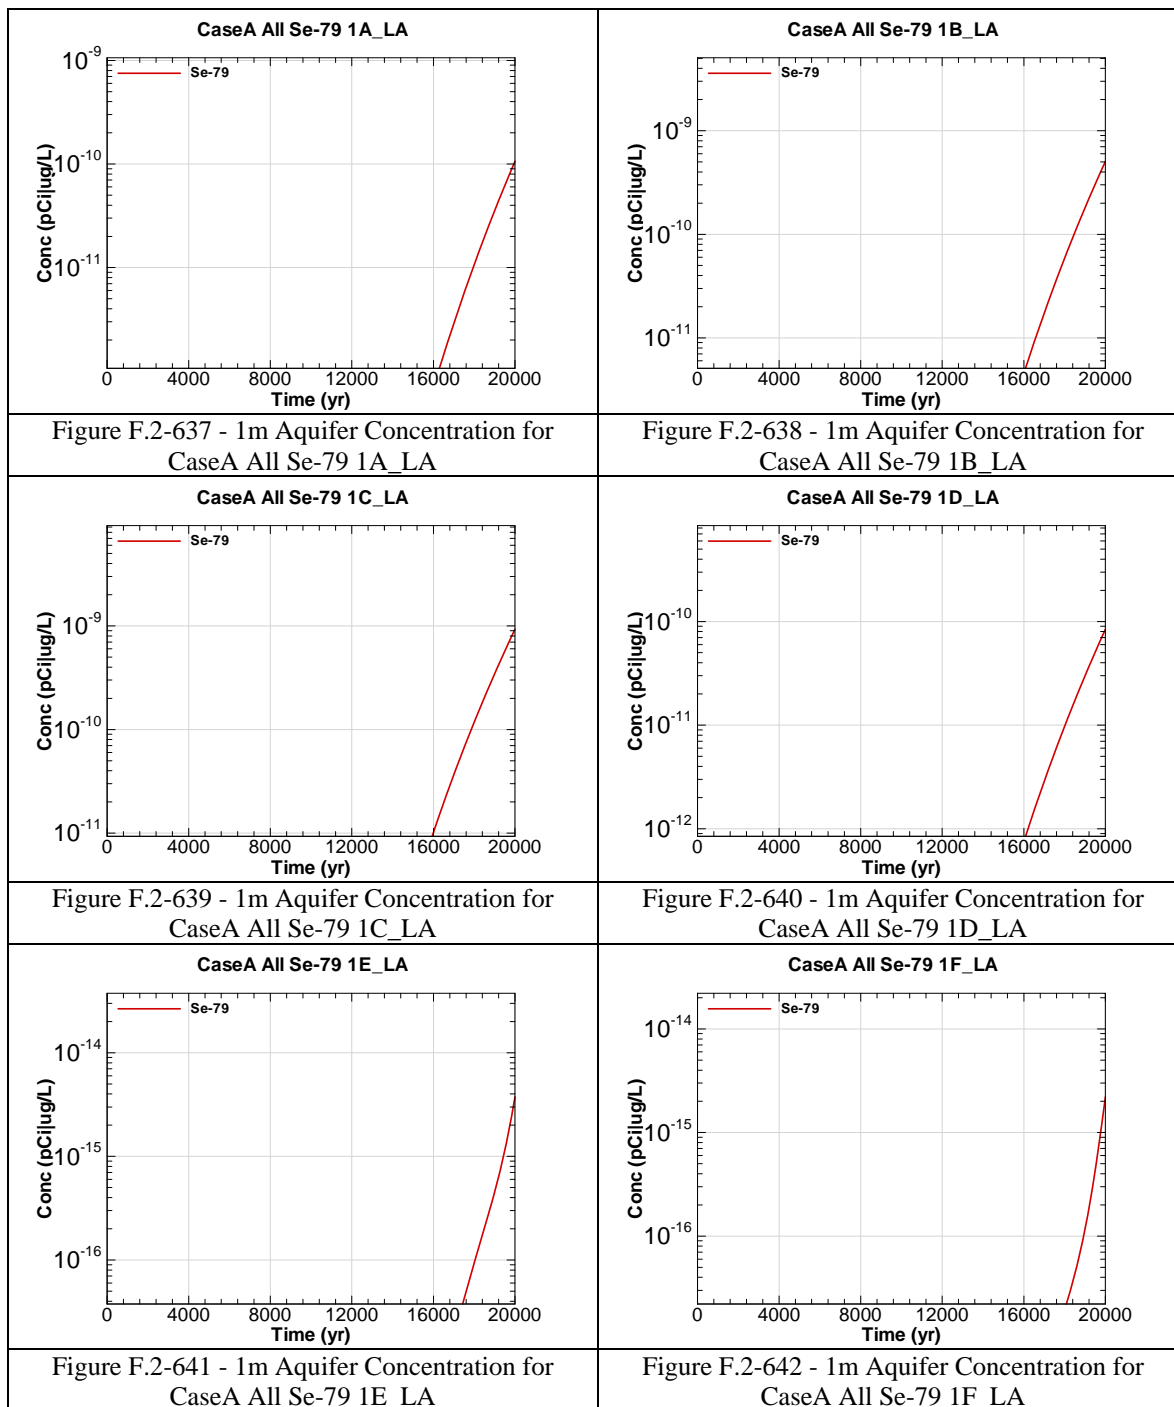 CaseA All Se-79 1A_LA
Se-79
10^-9
10^-10
10^-11
Conc (pCi|ug/L)
0 4000 8000 12000 16000 20000
Time (yr)
Figure F.2-637 - 1m Aquifer Concentration for
CaseA All Se-79 1A_LA
CaseA All Se-79 1B_LA
Se-79
10^-9
10^-10
10^-11
Conc (pCi|ug/L)
0 4000 8000 12000 16000 20000
Time (yr)
Figure F.2-638 - 1m Aquifer Concentration for
CaseA All Se-79 1B_LA
CaseA All Se-79 1C_LA
Se-79
10^-9
10^-10
10^-11
Conc (pCi|ug/L)
0 4000 8000 12000 16000 20000
Time (yr)
Figure F.2-639 - 1m Aquifer Concentration for
CaseA All Se-79 1C_LA
CaseA All Se-79 1D_LA
Se-79
10^-10
10^-11
10^-12
Conc (pCi|ug/L)
0 4000 8000 12000 16000 20000
Time (yr)
Figure F.2-640 - 1m Aquifer Concentration for
CaseA All Se-79 1D_LA
CaseA All Se-79 1E_LA
Se-79
10^-14
10^-15
10^-16
Conc (pCi|ug/L)
0 4000 8000 12000 16000 20000
Time (yr)
Figure F.2-641 - 1m Aquifer Concentration for
CaseA All Se-79 1E_LA
CaseA All Se-79 1F_LA
Se-79
10^-14
10^-15
10^-16
Conc (pCi|ug/L)
0 4000 8000 12000 16000 20000
Time (yr)
Figure F.2-642 - 1m Aquifer Concentration for
CaseA All Se-79 1F_LA